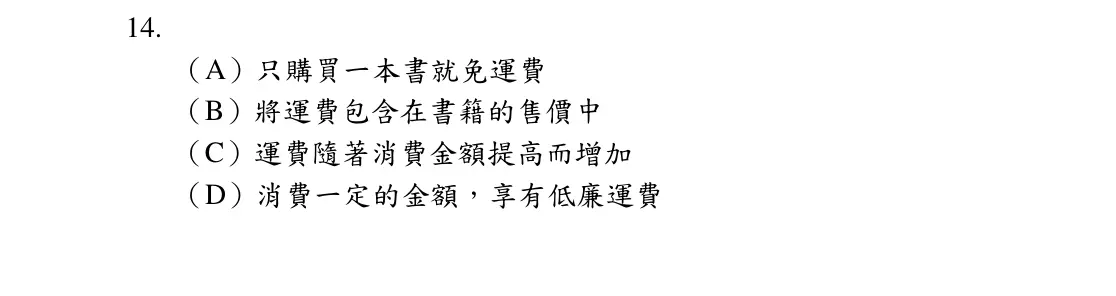 14.
（A）只購買一本書就免運費
（B）將運費包含在書籍的售價中
（C）運費隨著消費金額提高而增加
（D）消費一定的金額，享有低廉運費